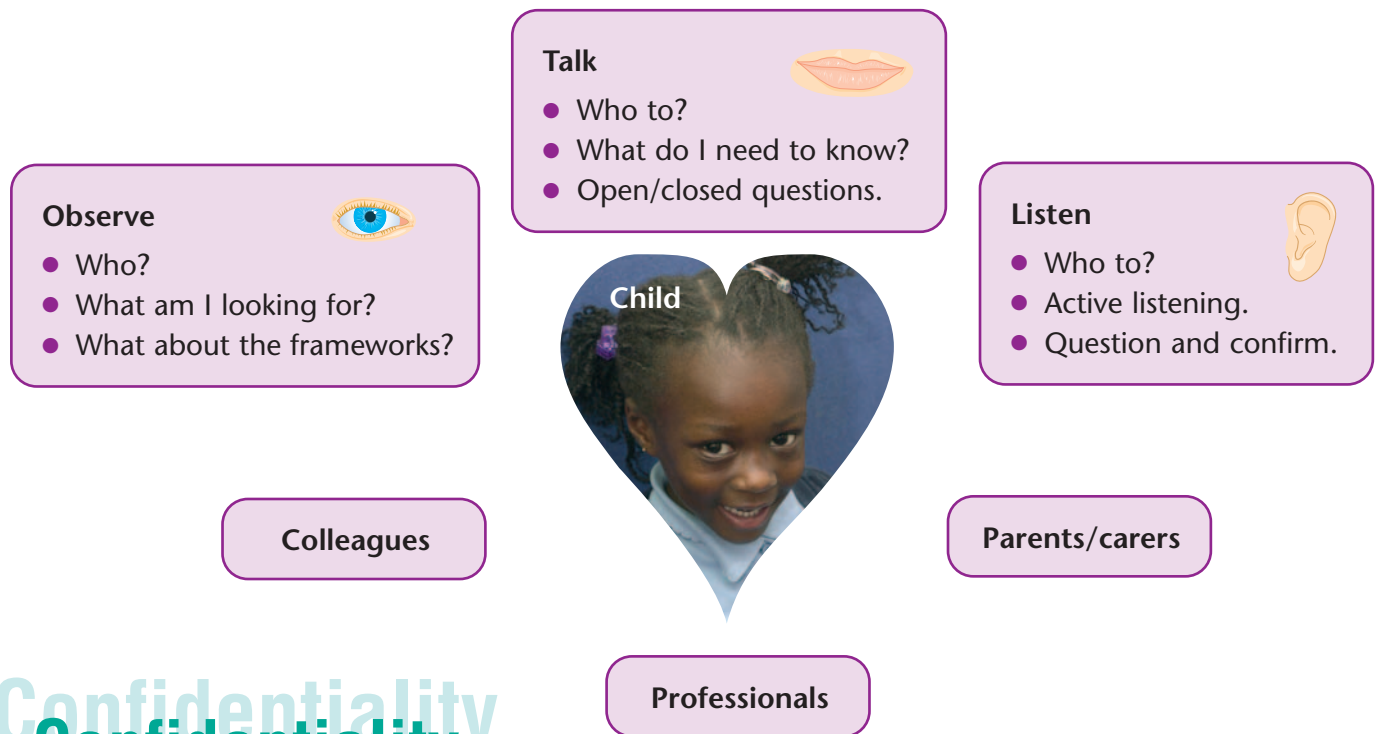 Talk
● Who to?
● What do I need to know?
● Open/closed questions.
Observe
● Who?
● What am I looking for?
● What about the frameworks?
Listen
● Who to?
● Active listening.
● Question and confirm.
Child
Colleagues
Parents/carers
Professionals
Confidentiality
Confidentiality